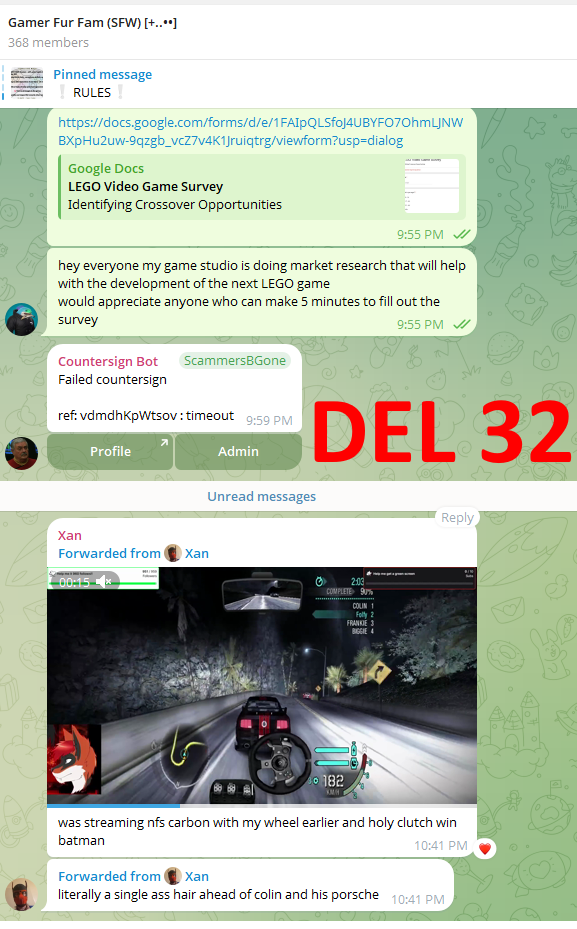 Gamer Fur Fam (SFW) [+..••]
368 members
Pinned message
❕ RULES ❕
https://docs.google.com/forms/d/e/1FAIpQLSfoJ4UBYFO7OhmLJNW
BXpHu2uw-9qzgb_vcZ7v4K1Jruiqtrg/viewform?usp=dialog
Google Docs
LEGO Video Game Survey
Identifying Crossover Opportunities
9:55 PM
hey everyone my game studio is doing market research that will help
with the development of the next LEGO game
would appreciate anyone who can make 5 minutes to fill out the
survey
9:55 PM
Countersign Bot ScammersBGone
Failed countersign
ref: vdmdhKpWtsov : timeout 9:59 PM
Profile Admin
DEL 32
Unread messages
Reply
Xan
Forwarded from Xan
00:15
Help me get a green screen
2:03
COMPLETE 90%
COLIN 1
Folly 2
FRANKIE 3
BIGGIE 4
0
182
KM/H
was streaming nfs carbon with my wheel earlier and holy clutch win
batman
10:41 PM
Forwarded from Xan
literally a single ass hair ahead of colin and his porsche 10:41 PM